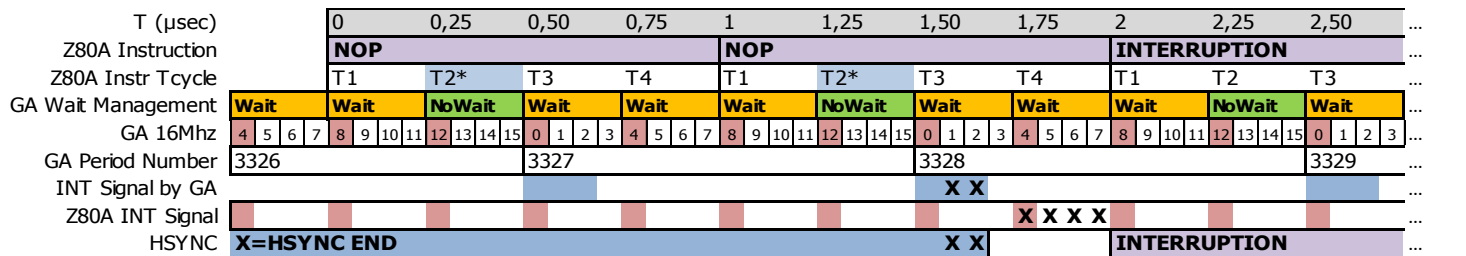 T (µsec) 0 0,25 0,50 0,75 1 1,25 1,50 1,75 2 2,25 2,50 ...
Z80A Instruction NOP NOP INTERRUPTION ...
Z80A Instr Tcycle T1 T2* T3 T4 T1 T2* T3 T4 T1 T2 T3 ...
GA Wait Management Wait Wait NoWait Wait Wait Wait NoWait Wait Wait Wait NoWait Wait ...
GA 16Mhz 4 5 6 7 8 9 10 11 12 13 14 15 0 1 2 3 4 5 6 7 8 9 10 11 12 13 14 15 0 1 2 3 4 5 6 7 8 9 10 11 12 13 14 15 0 1 2 3 ...
GA Period Number 3326 3327 3328 3329 ...
INT Signal by GA X X ...
Z80A INT Signal X X X X ...
HSYNC X=HSYNC END X X INTERRUPTION ...